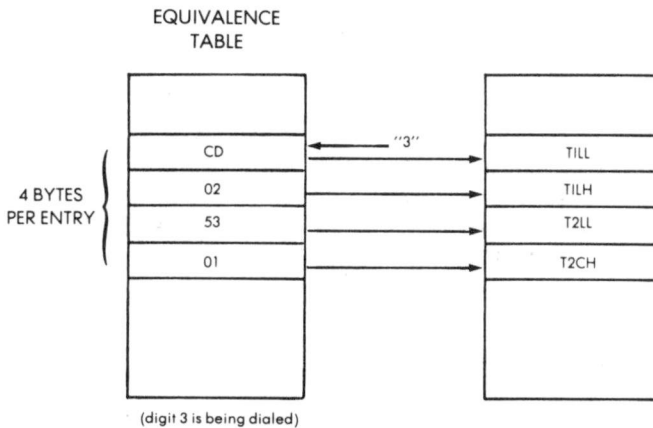 EQUIVALENCE
TABLE
"3"
CD
TILL
4 BYTES
PER ENTRY
02
TILH
53
T2LL
01
T2CH
(digit 3 is being dialed)